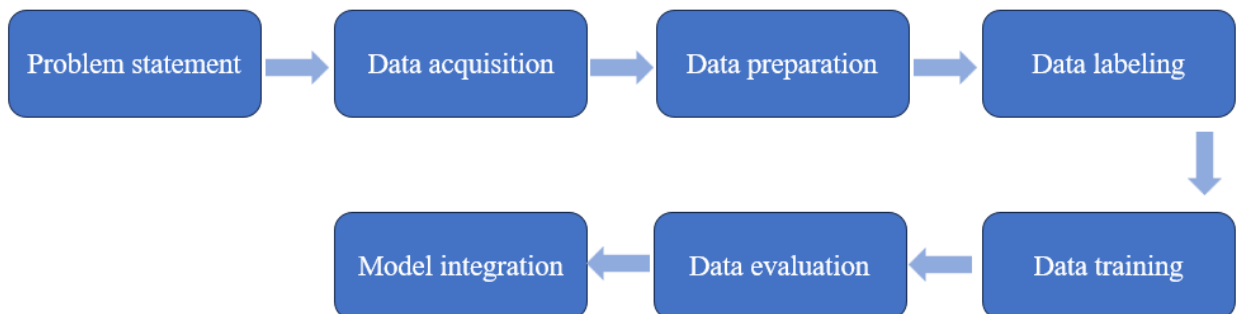 Problem statement
Data acquisition
Data preparation
Data labeling
Data training
Data evaluation
Model integration